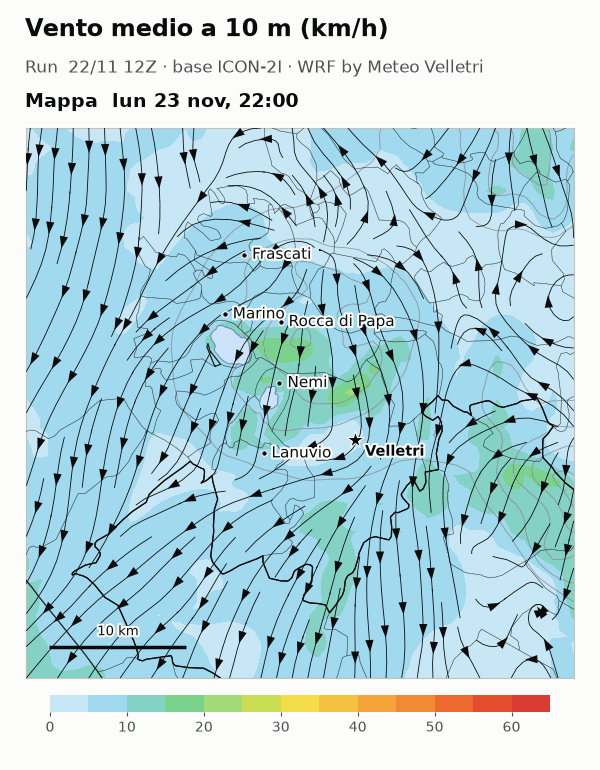 Vento medio a 10 m (km/h)
Run  22/11 12Z · base ICON-2I · WRF by Meteo Velletri
Mappa  lun 23 nov, 22:00
Frascati
Marino
Rocca di Papa
Nemi
Velletri
Lanuvio
10 km
0 10 20 30 40 50 60